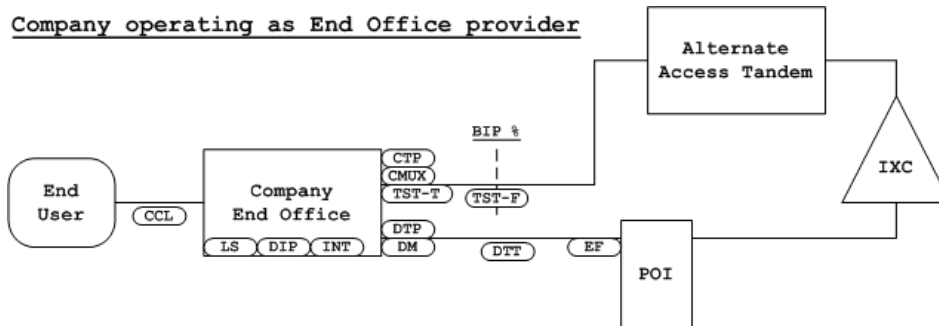 Company operating as End Office provider
Alternate
Access Tandem
BIP %
CTP
CMUX
TST-T
TST-F
IXC
End
User
CCL
Company
End Office
LS
DIP
INT
DTP
DM
DTT
EF
POI